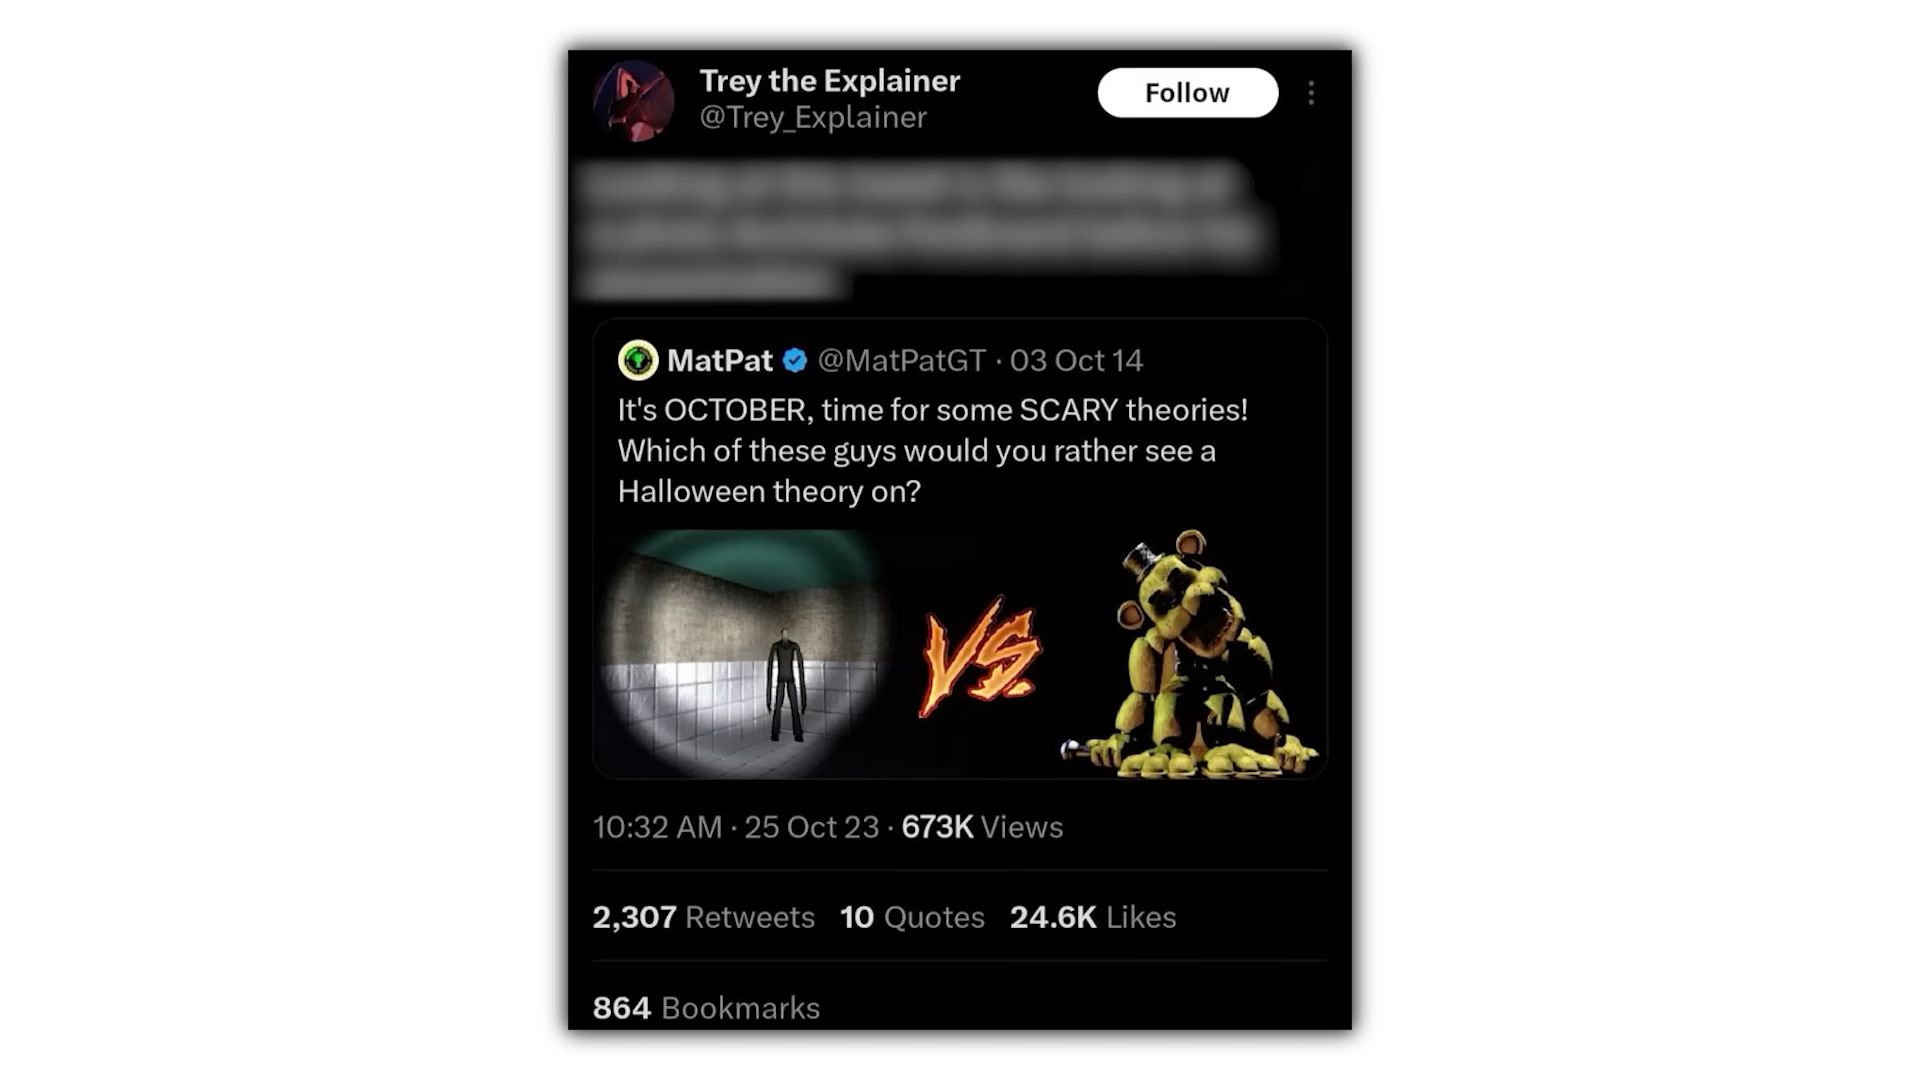 Trey the Explainer
@Trey_Explainer
Follow
MatPat @MatPatGT · 03 Oct 14
It's OCTOBER, time for some SCARY theories!
Which of these guys would you rather see a
Halloween theory on?
VS.
10:32 AM · 25 Oct 23 · 673K Views
2,307 Retweets 10 Quotes 24.6K Likes
864 Bookmarks